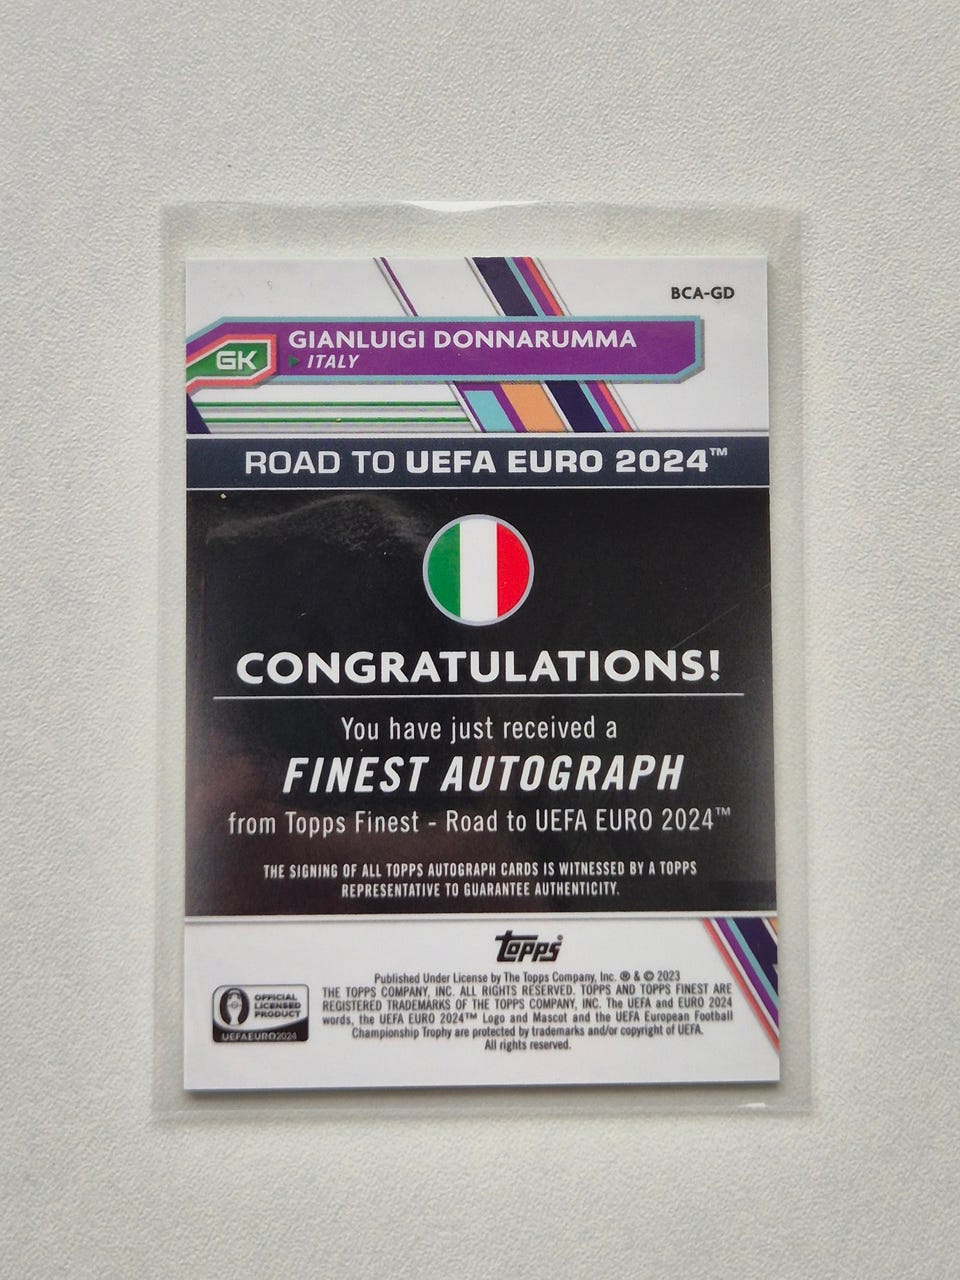 BCA-GD
GIANLUIGI DONNARUMMA
GK
ITALY
ROAD TO UEFA EURO 2024™
CONGRATULATIONS!
You have just received a
FINEST AUTOGRAPH
from Topps Finest - Road to UEFA EURO 2024™
THE SIGNING OF ALL TOPPS AUTOGRAPH CARDS IS WITNESSED BY A TOPPS
REPRESENTATIVE TO GUARANTEE AUTHENTICITY.
topps®
Published Under License by The Topps Company, Inc. ® & © 2023
THE TOPPS COMPANY, INC. ALL RIGHTS RESERVED. TOPPS AND TOPPS FINEST ARE
REGISTERED TRADEMARKS OF THE TOPPS COMPANY, INC. The UEFA and EURO 2024
words, the UEFA EURO 2024™ Logo and Mascot and the UEFA European Football
Championship Trophy are protected by trademarks and/or copyright of UEFA.
All rights reserved.
OFFICIAL
LICENSED
PRODUCT
UEFAEURO2024